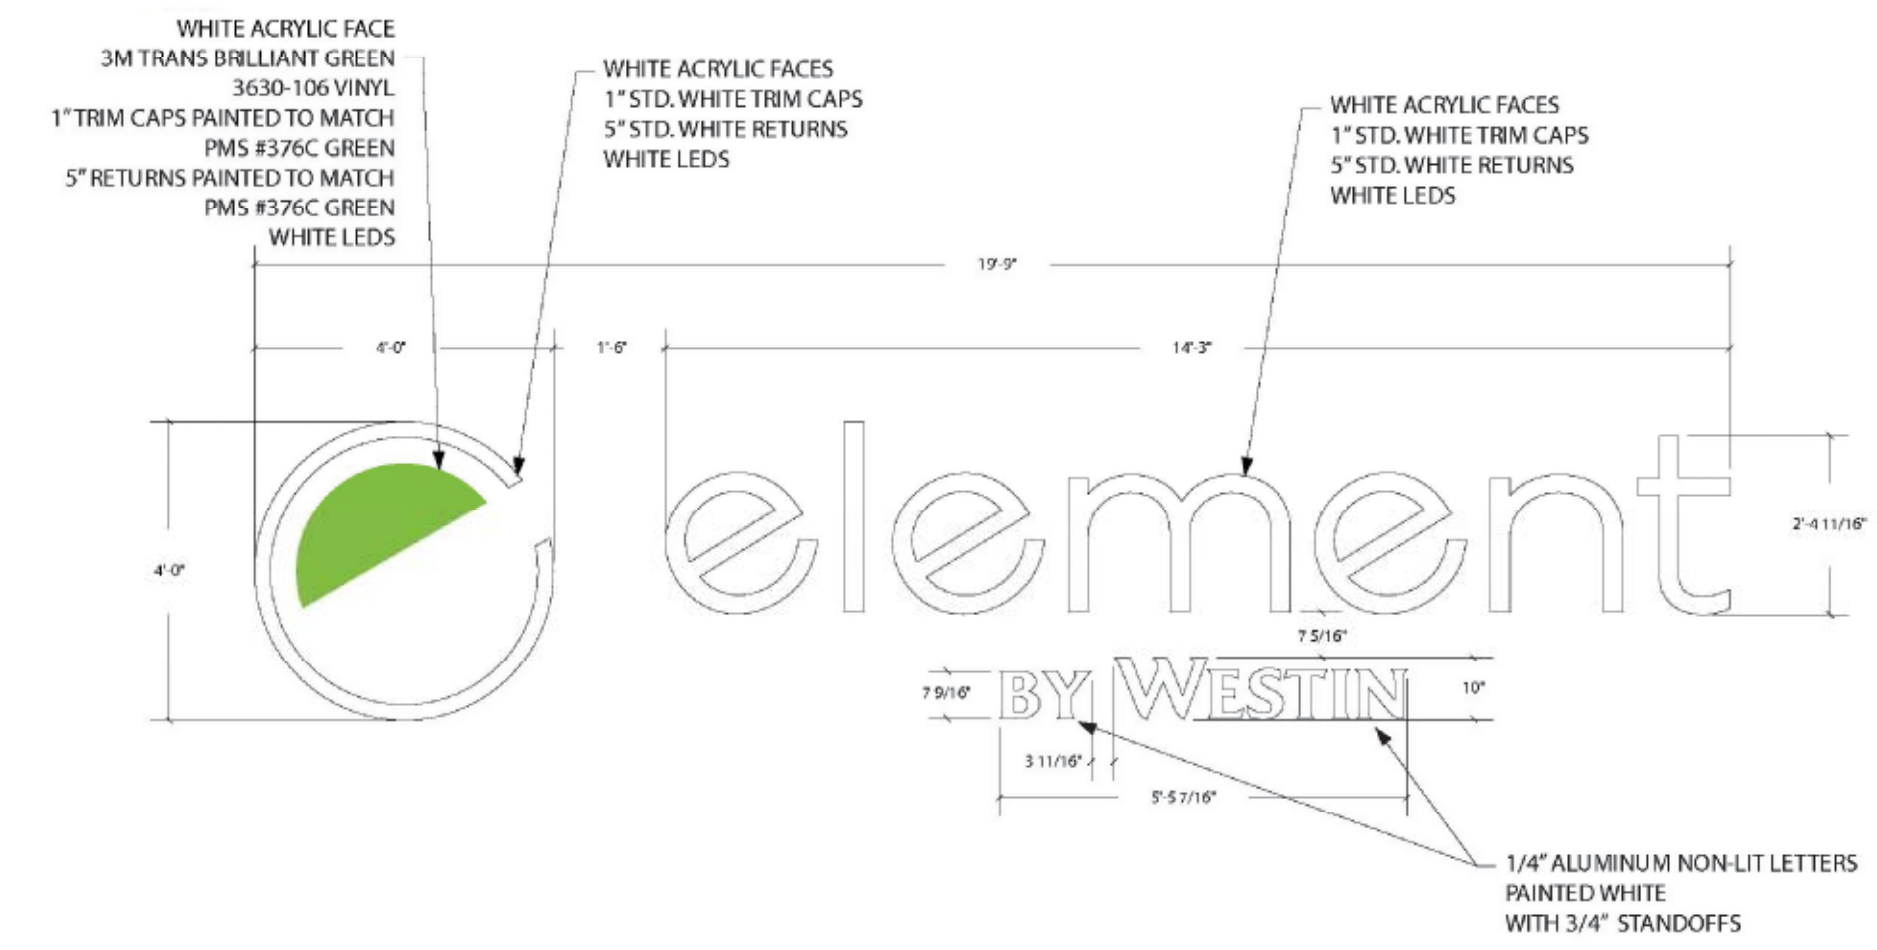 WHITE ACRYLIC FACE
3M TRANS BRILLIANT GREEN
3630-106 VINYL
1" TRIM CAPS PAINTED TO MATCH
PMS #376C GREEN
5" RETURNS PAINTED TO MATCH
PMS #376C GREEN
WHITE LEDS
WHITE ACRYLIC FACES
1" STD. WHITE TRIM CAPS
5" STD. WHITE RETURNS
WHITE LEDS
WHITE ACRYLIC FACES
1" STD. WHITE TRIM CAPS
5" STD. WHITE RETURNS
WHITE LEDS
19'-9"
4'-0"
1'-6"
14'-3"
4'-0"
element
2'-4 11/16"
7 5/16"
7 9/16"
BY WESTIN
10"
3 11/16"
5'-5 7/16"
1/4" ALUMINUM NON-LIT LETTERS
PAINTED WHITE
WITH 3/4" STANDOFFS